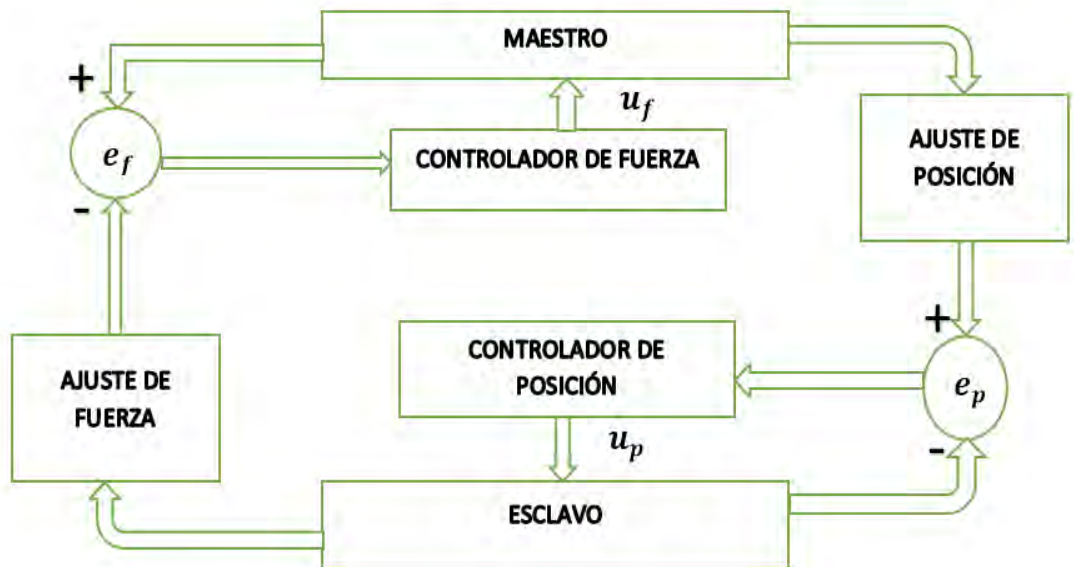 MAESTRO
+
u_f
e_f
CONTROLADOR DE FUERZA
AJUSTE DE
POSICIÓN
-
+
CONTROLADOR DE
POSICIÓN
AJUSTE DE
FUERZA
e_p
u_p
-
ESCLAVO